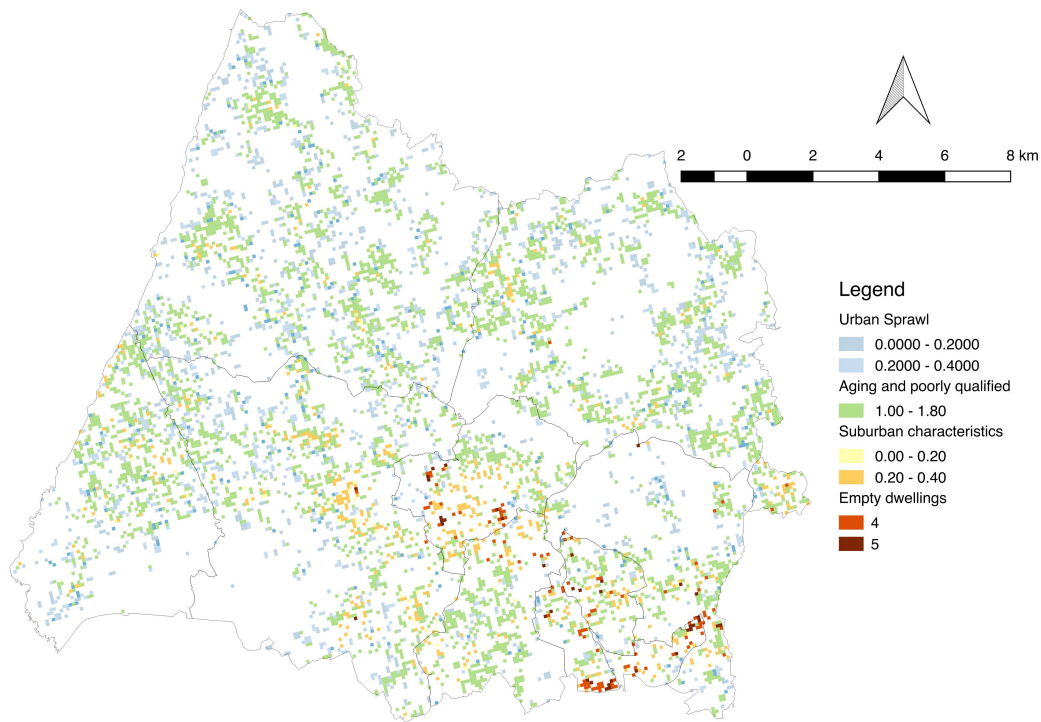 2 0 2 4 6 8 km
Legend
Urban Sprawl
0.0000 - 0.2000
0.2000 - 0.4000
Aging and poorly qualified
1.00 - 1.80
Suburban characteristics
0.00 - 0.20
0.20 - 0.40
Empty dwellings
4
5